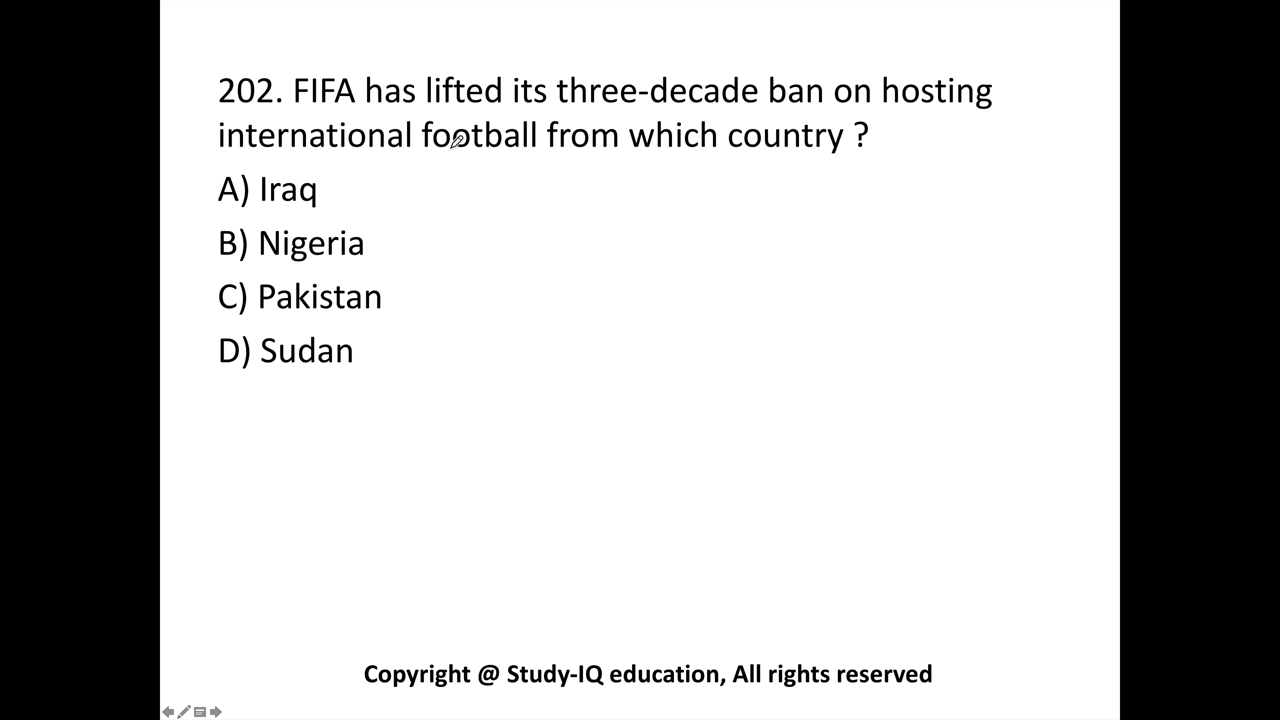 202. FIFA has lifted its three-decade ban on hosting
international football from which country ?
A) Iraq
B) Nigeria
C) Pakistan
D) Sudan
Copyright @ Study-IQ education, All rights reserved